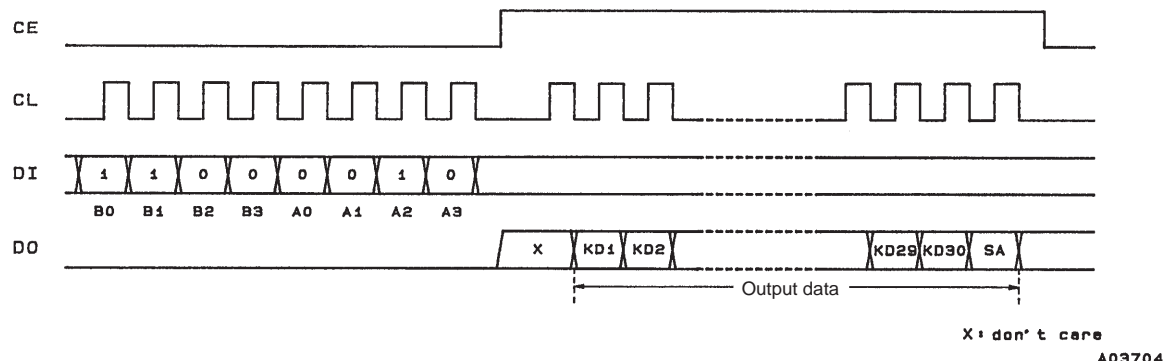 CE
CL
DI 1 1 0 0 0 0 1 0
B0 B1 B2 B3 A0 A1 A2 A3
DO X KD1 KD2 KD29 KD30 SA
Output data
X: don't care
A03704